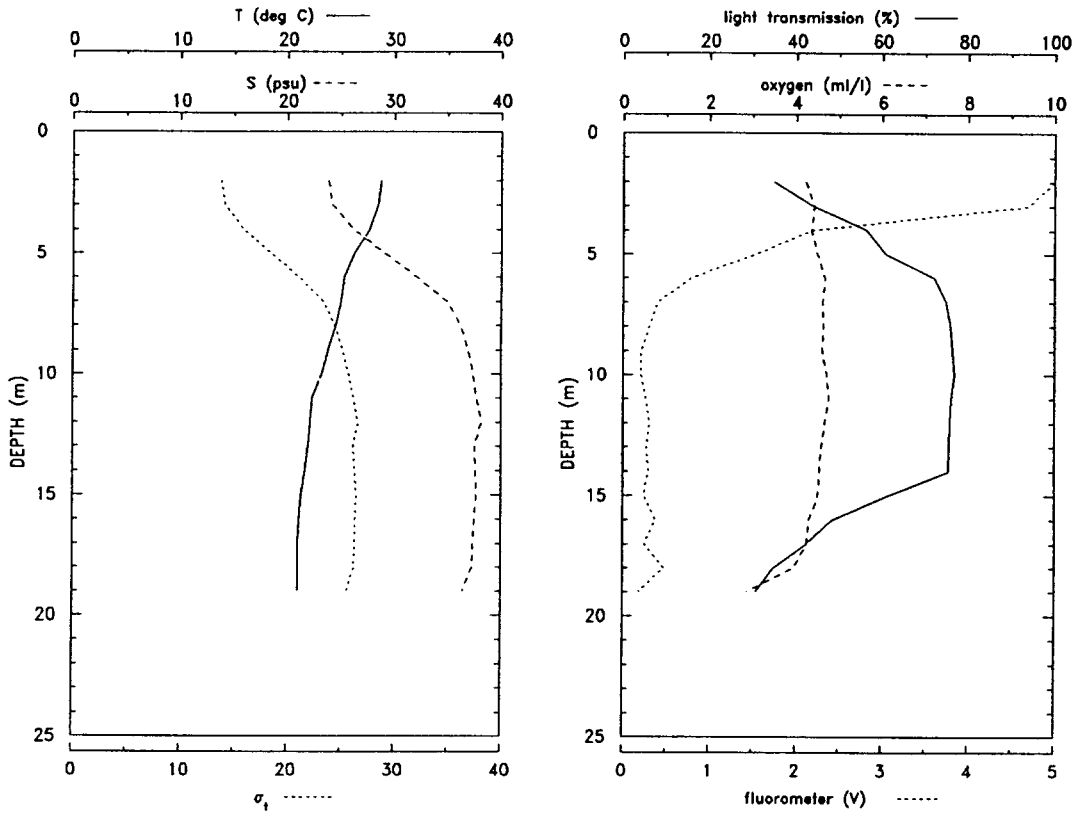 T (deg C)
0 10 20 30 40
S (psu)
0 10 20 30 40
0
5
10
15
20
25
DEPTH (m)
0 10 20 30 40
σt
light transmission (%)
0 20 40 60 80 100
oxygen (ml/l)
0 2 4 6 8 10
0
5
10
15
20
25
DEPTH (m)
0 1 2 3 4 5
fluorometer (V)